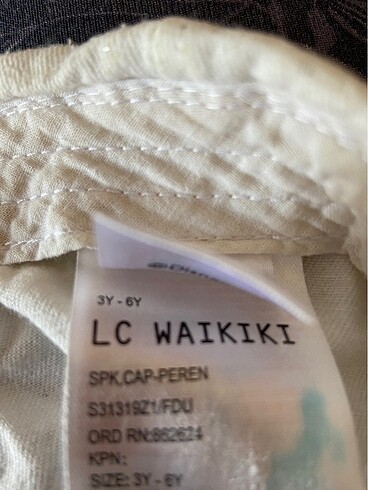 3Y - 6Y
LC WAIKIKI
SPK.CAP-PEREN
S31319Z1/FDU
ORD RN:862624
KPN:
SIZE: 3Y - 6Y